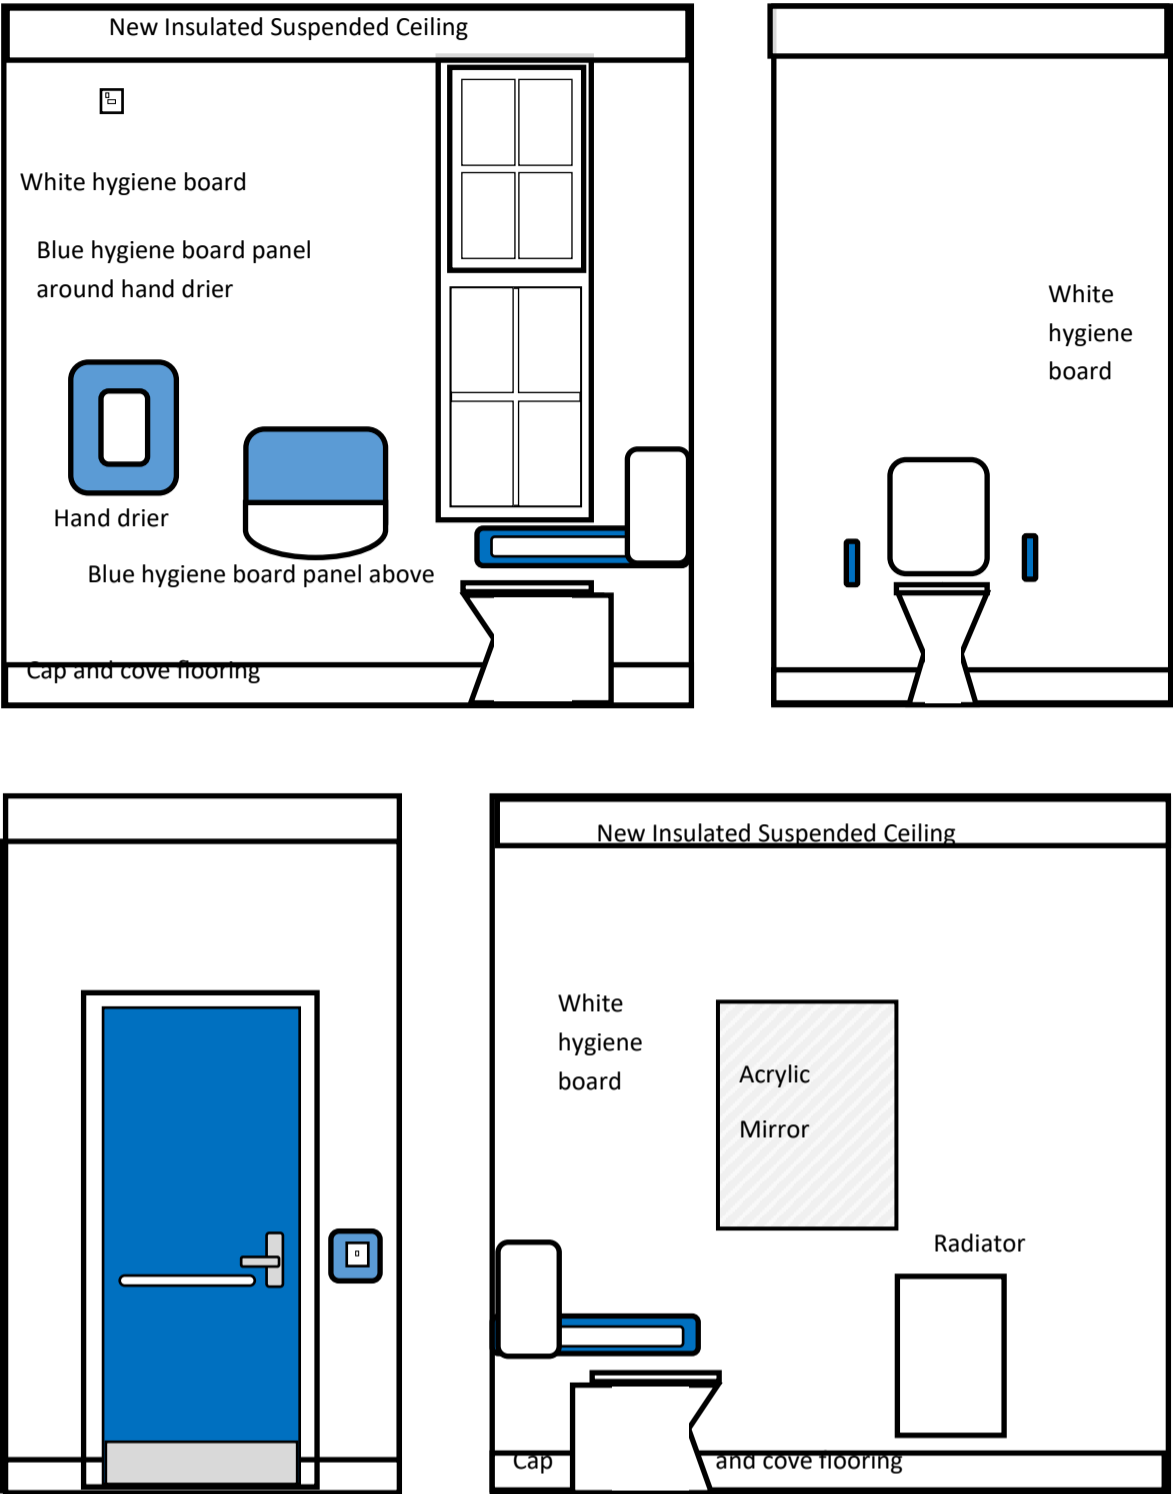 New Insulated Suspended Ceiling
White hygiene board
Blue hygiene board panel
around hand drier
Hand drier
Blue hygiene board panel above
Cap and cove flooring
White
hygiene
board
New Insulated Suspended Ceiling
White
hygiene
board
Acrylic
Mirror
Radiator
Cap and cove flooring